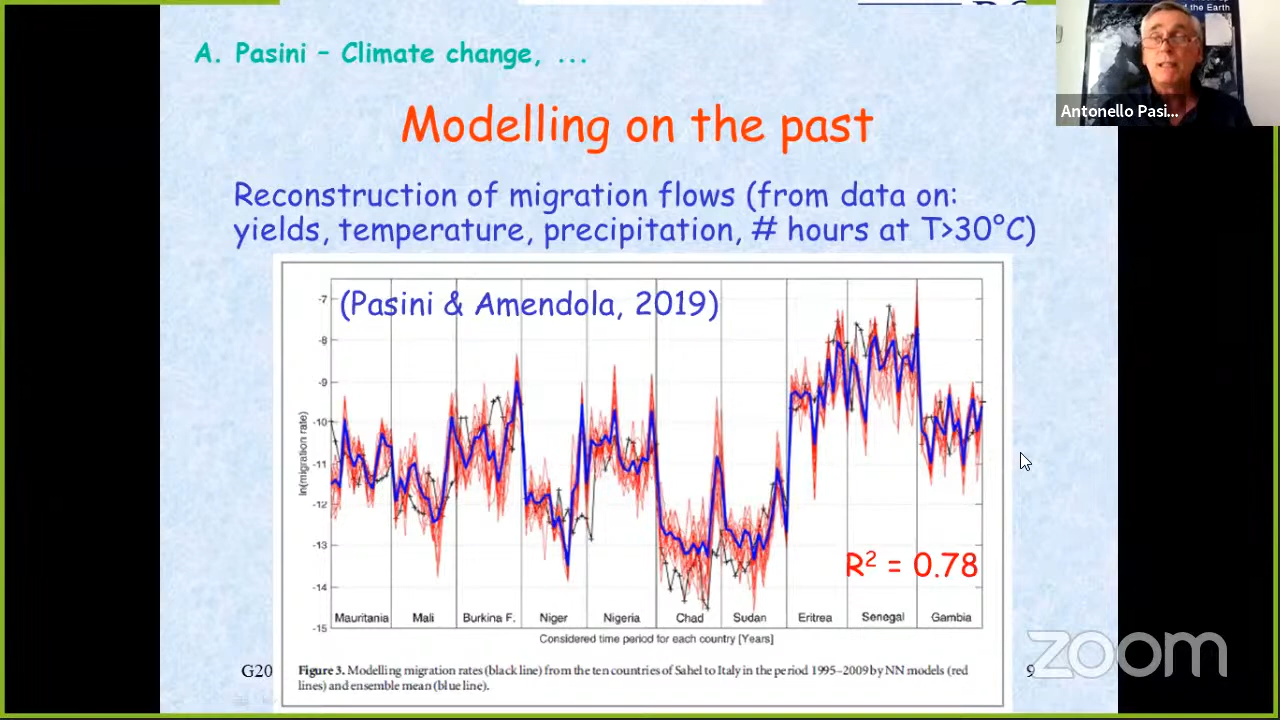 the Earth
A. Pasini – Climate change, ...
Antonello Pasi...
Modelling on the past
Reconstruction of migration flows (from data on:
yields, temperature, precipitation, # hours at T>30°C)
(Pasini & Amendola, 2019)
-7
-8
-9
-10
-11
-12
-13
-14
-15
ln(migration rate)
R² = 0.78
Mauritania Mali Burkina F. Niger Nigeria Chad Sudan Eritrea Senegal Gambia
Considered time period for each country [Years]
Figure 3. Modelling migration rates (black line) from the ten countries of Sahel to Italy in the period 1995–2009 by NN models (red
lines) and ensemble mean (blue line).
G20
9
zoom